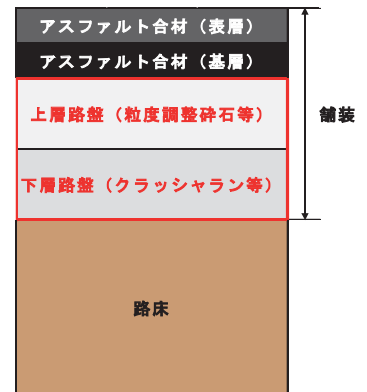 アスファルト合材（表層）
アスファルト合材（基層）
上層路盤（粒度調整砕石等）
舗装
下層路盤（クラッシャラン等）
路床